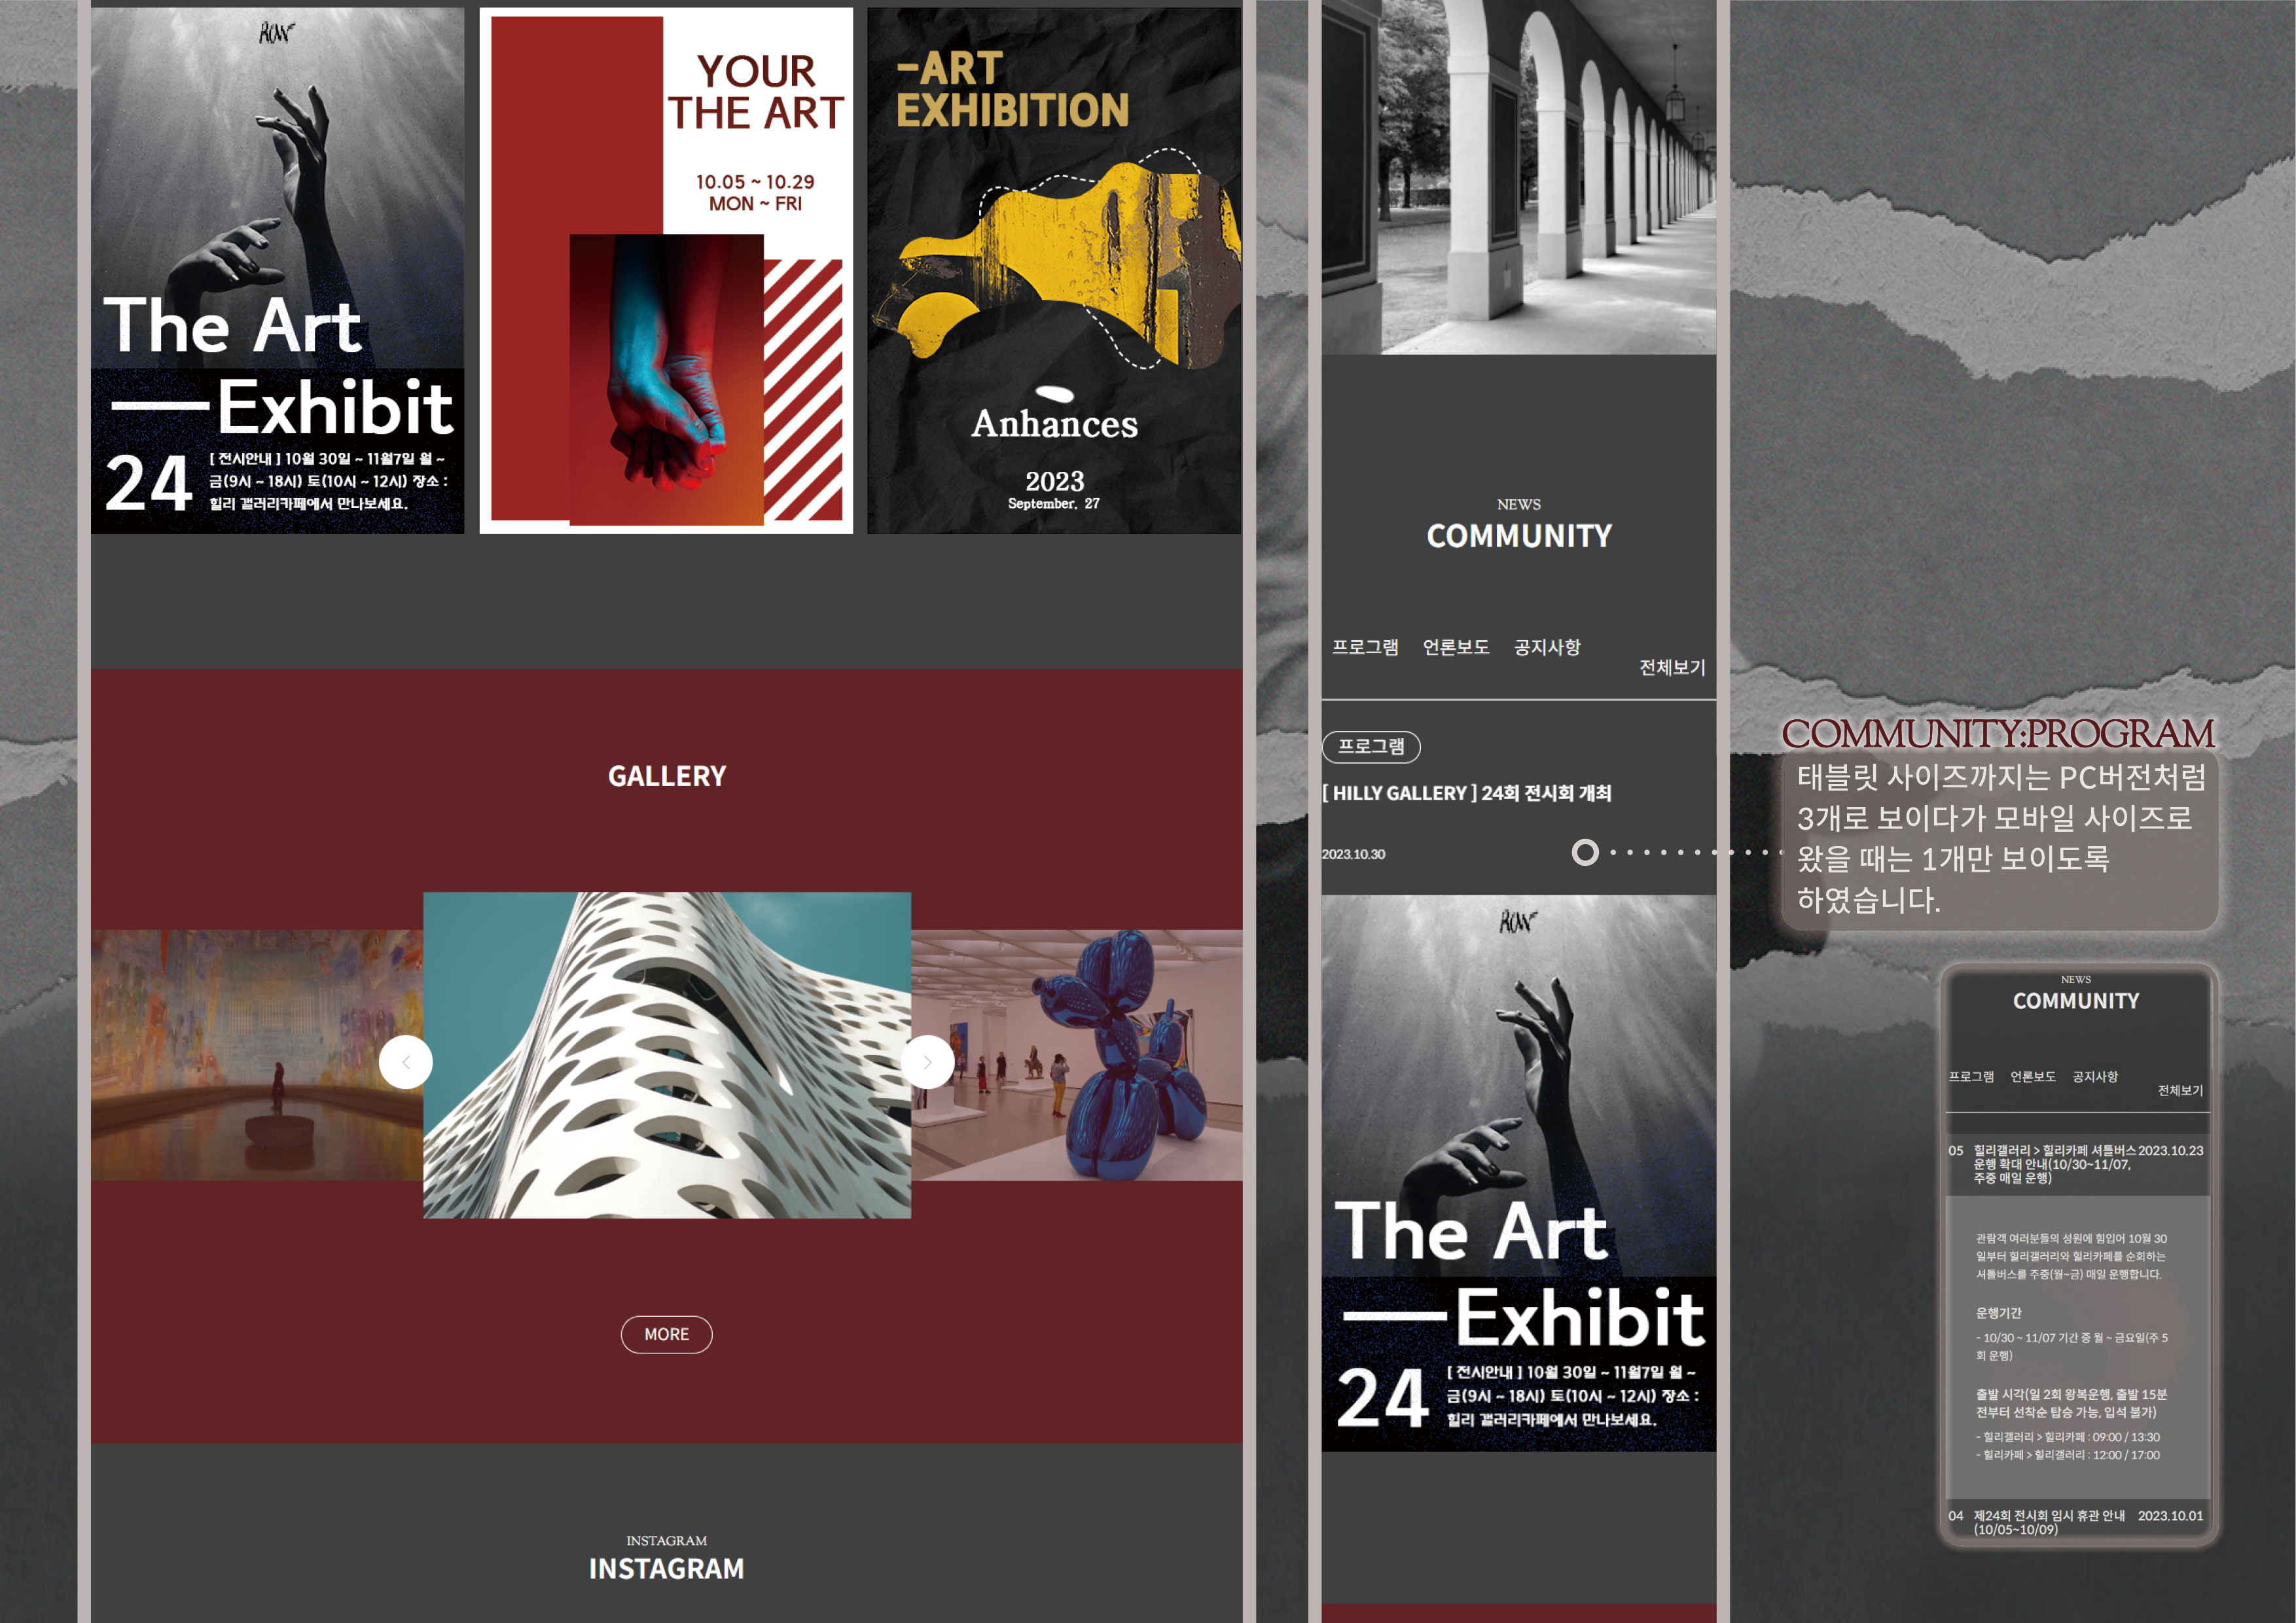 RAW
The Art
Exhibit
24
[ 전시안내 ] 10월 30일 ~ 11월7일 월 ~
금(9시 ~ 18시) 토(10시 ~ 12시) 장소 :
힐리 갤러리카페에서 만나보세요.
YOUR
THE ART
10.05 ~ 10.29
MON ~ FRI
-ART
EXHIBITION
Anhances
2023
September. 27
GALLERY
MORE
INSTAGRAM
INSTAGRAM
NEWS
COMMUNITY
프로그램 언론보도 공지사항
전체보기
프로그램
[ HILLY GALLERY ] 24회 전시회 개최
2023.10.30
RAW
The Art
Exhibit
24
[ 전시안내 ] 10월 30일 ~ 11월7일 월 ~
금(9시 ~ 18시) 토(10시 ~ 12시) 장소 :
힐리 갤러리카페에서 만나보세요.
COMMUNITY:PROGRAM
태블릿 사이즈까지는 PC버전처럼
3개로 보이다가 모바일 사이즈로
왔을 때는 1개만 보이도록
하였습니다.
NEWS
COMMUNITY
프로그램 언론보도 공지사항
전체보기
05 힐리갤러리 > 힐리카페 셔틀버스 2023.10.23
운행 확대 안내(10/30~11/07,
주중 매일 운행)
관람객 여러분들의 성원에 힘입어 10월 30
일부터 힐리갤러리와 힐리카페를 순회하는
셔틀버스를 주중(월~금) 매일 운행합니다.
운행기간
- 10/30 ~ 11/07 기간 중 월 ~ 금요일(주 5
회 운행)
출발 시각(일 2회 왕복운행, 출발 15분
전부터 선착순 탑승 가능, 입석 불가)
- 힐리갤러리 > 힐리카페 : 09:00 / 13:30
- 힐리카페 > 힐리갤러리 : 12:00 / 17:00
04 제24회 전시회 임시 휴관 안내 2023.10.01
(10/05~10/09)